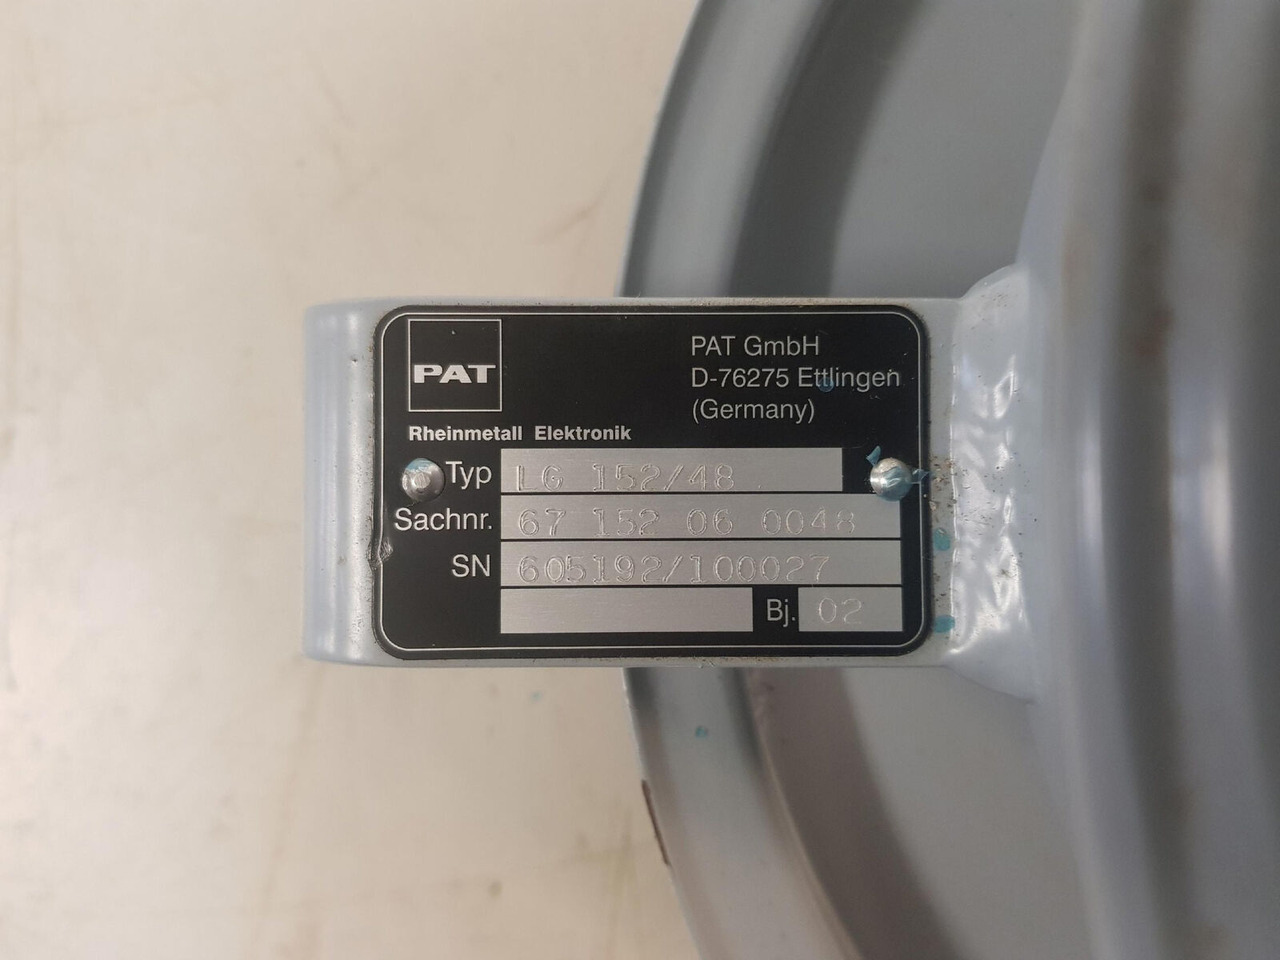 PAT
PAT GmbH
D-76275 Ettlingen
(Germany)
Rheinmetall Elektronik
Typ LG 152/48
Sachnr. 67 152 06 0048
SN 605192/100027
Bj. 02